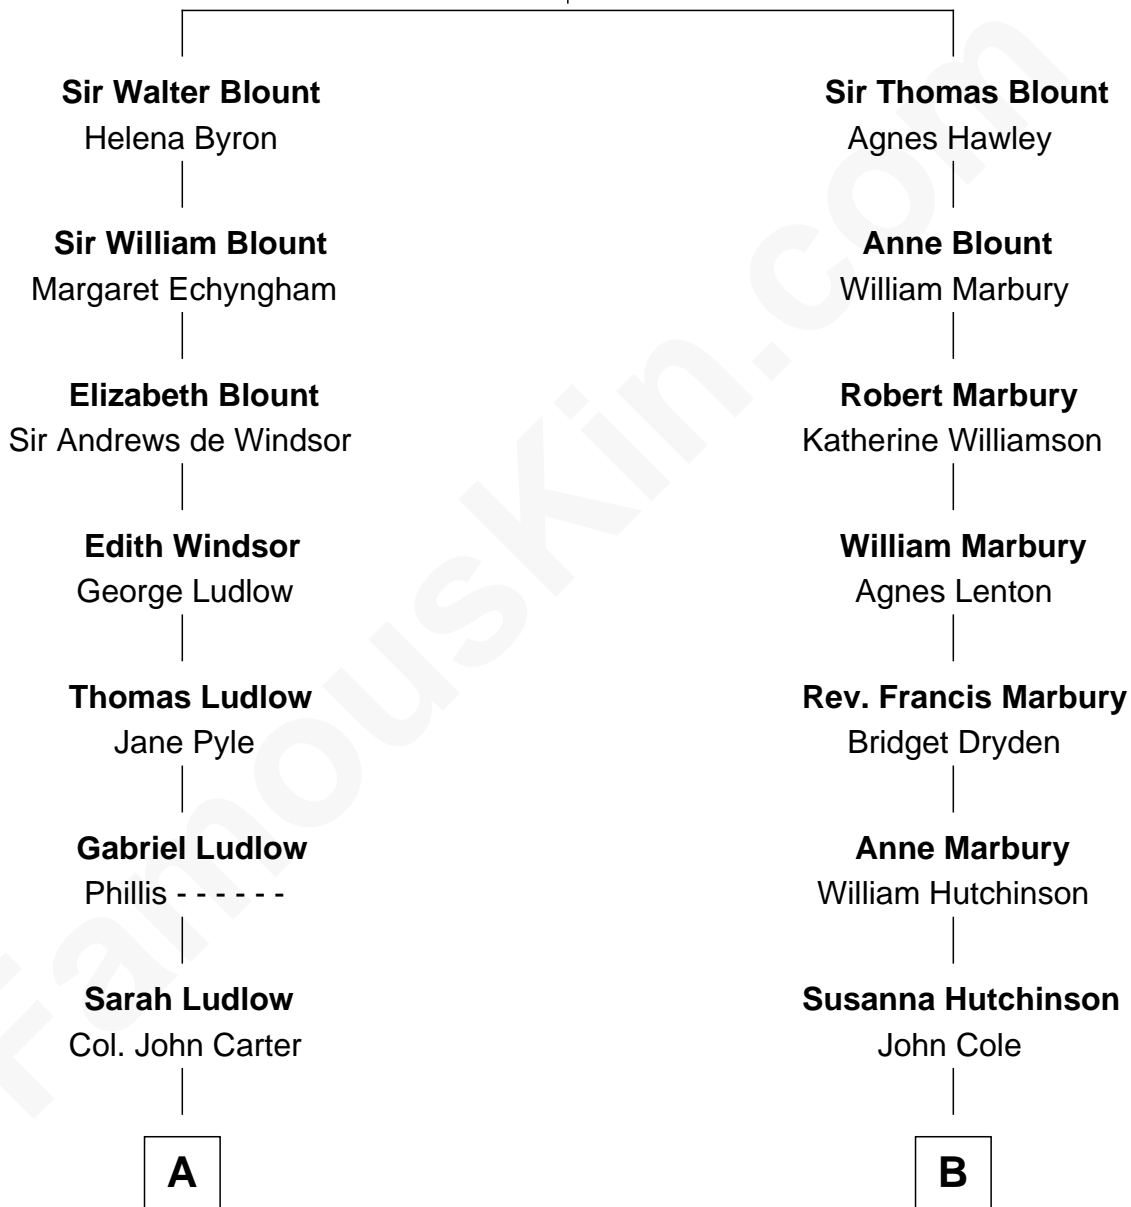 Sir Walter Blount
Helena Byron
Sir William Blount
Margaret Echyngham
Elizabeth Blount
Sir Andrews de Windsor
Edith Windsor
George Ludlow
Thomas Ludlow
Jane Pyle
Gabriel Ludlow
Phillis - - - - - -
Sarah Ludlow
Col. John Carter
A
Sir Thomas Blount
Agnes Hawley
Anne Blount
William Marbury
Robert Marbury
Katherine Williamson
William Marbury
Agnes Lenton
Rev. Francis Marbury
Bridget Dryden
Anne Marbury
William Hutchinson
Susanna Hutchinson
John Cole
B
FamousKin.com